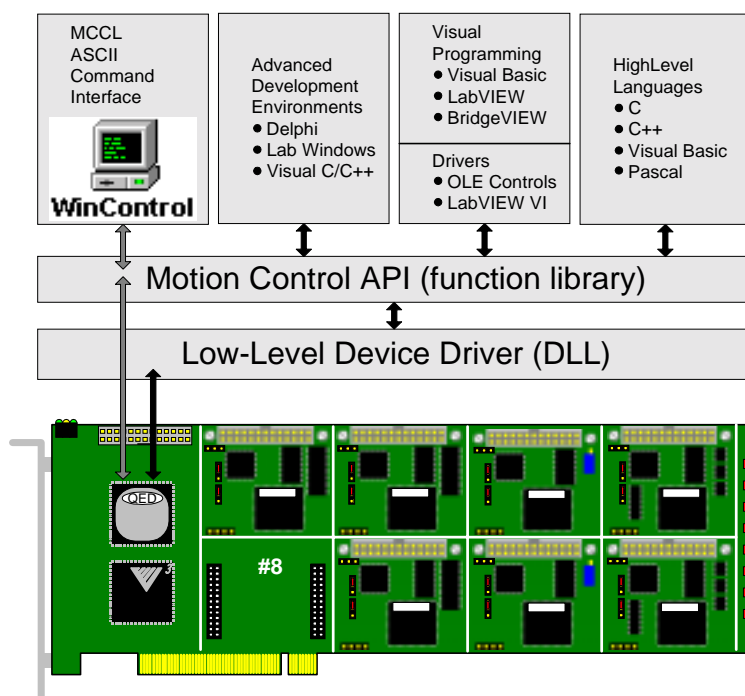 MCCL
ASCII
Command
Interface
WinControl
Advanced
Development
Environments
● Delphi
● Lab Windows
● Visual C/C++
Visual
Programming
● Visual Basic
● LabVIEW
● BridgeVIEW
Drivers
● OLE Controls
● LabVIEW VI
HighLevel
Languages
● C
● C++
● Visual Basic
● Pascal
Motion Control API (function library)
Low-Level Device Driver (DLL)
QED
#8